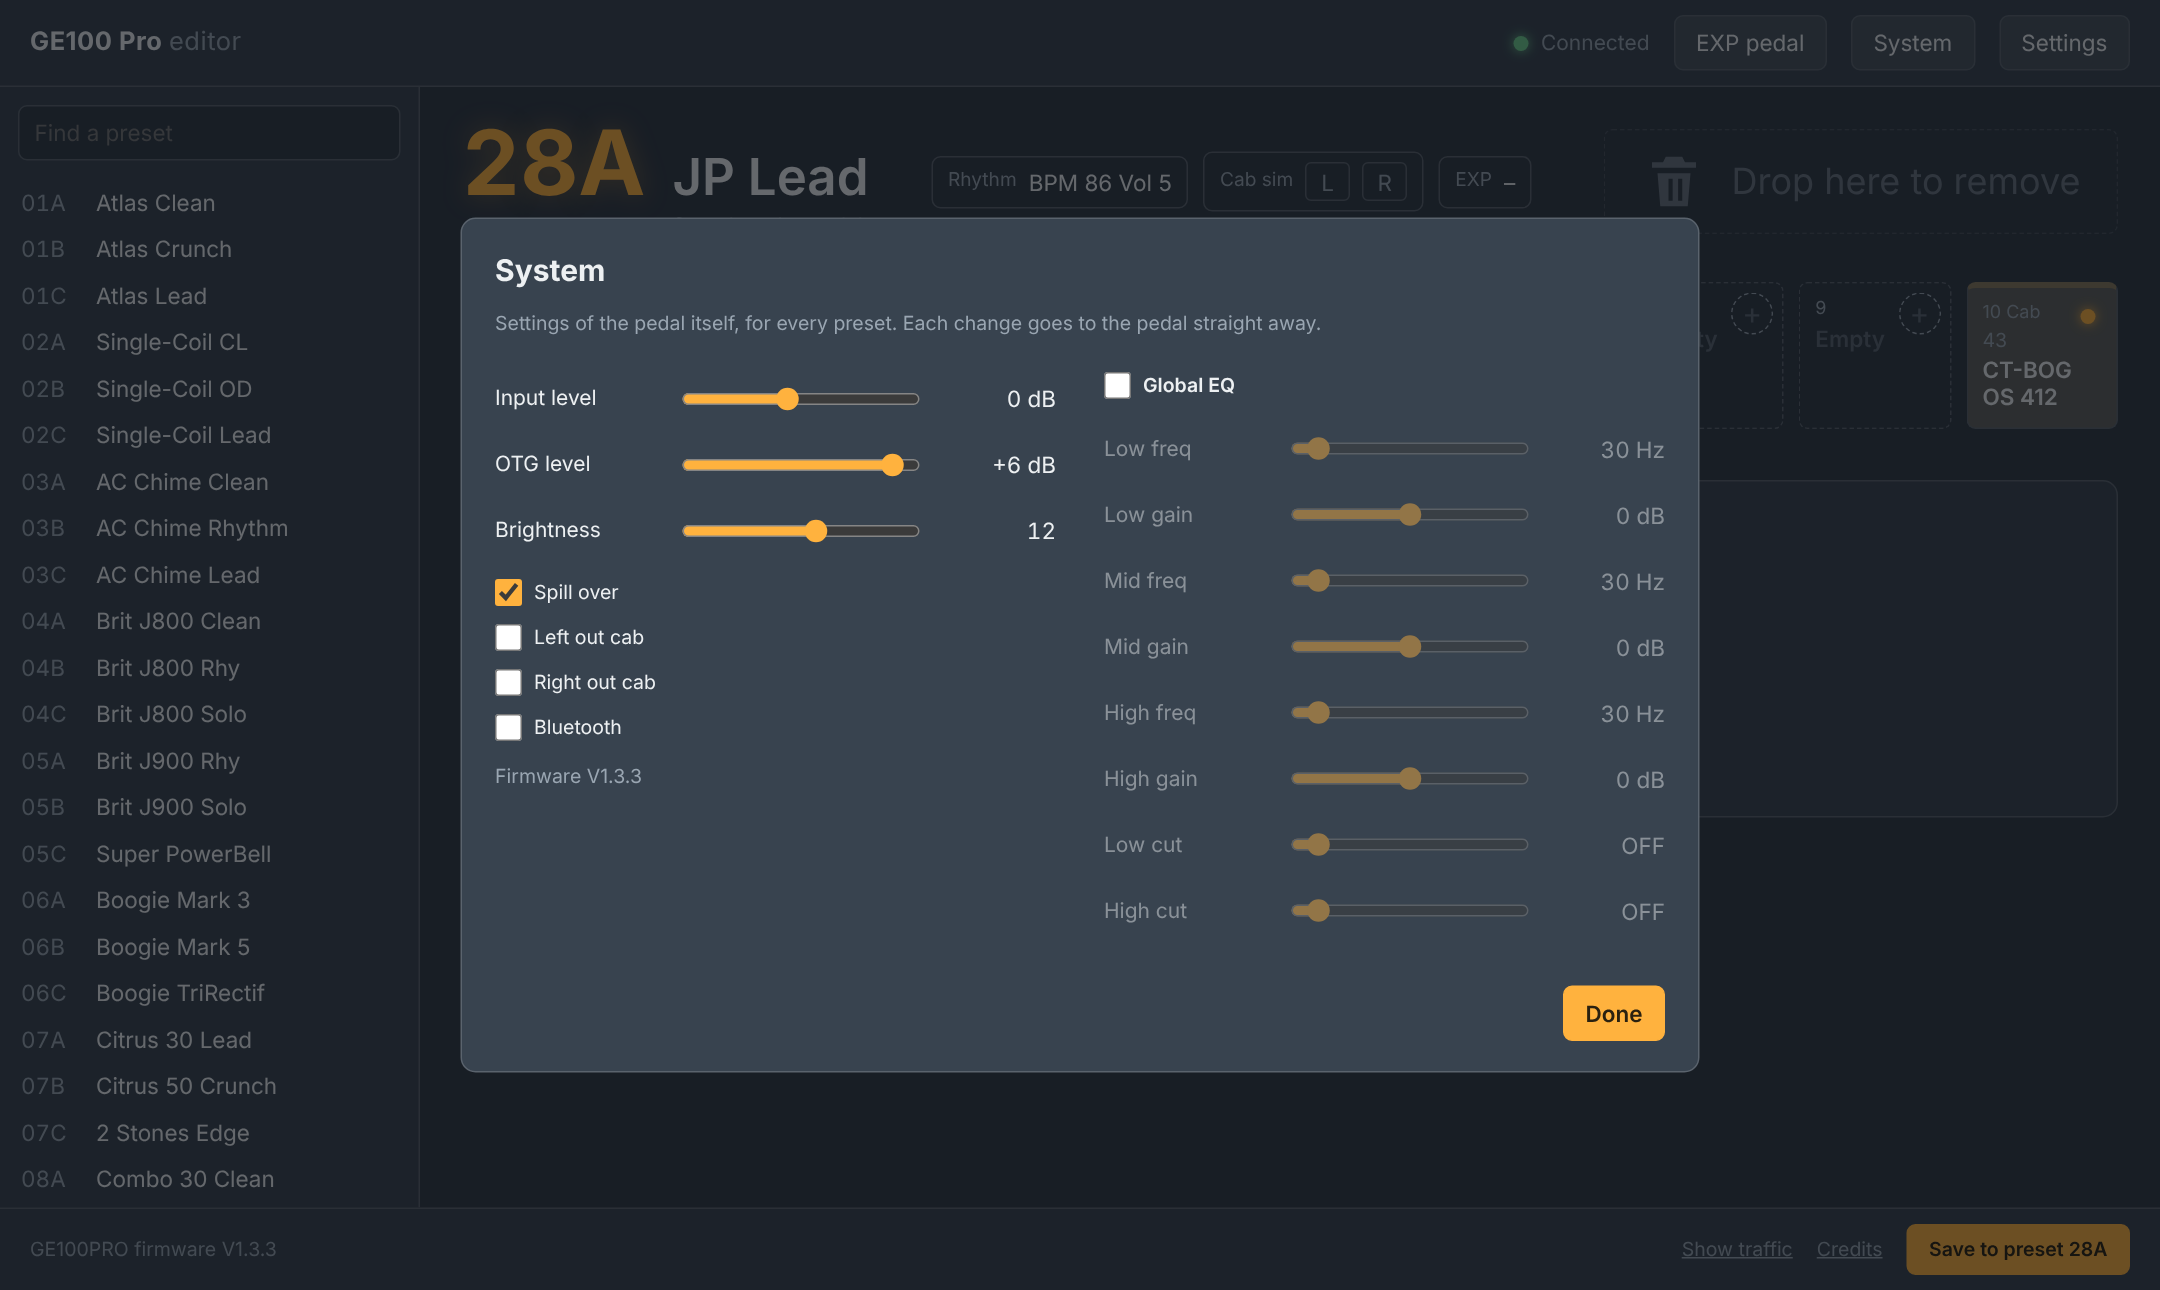 GE100 Pro editor
Connected
EXP pedal
System
Settings
Find a preset
01A Atlas Clean
01B Atlas Crunch
01C Atlas Lead
02A Single-Coil CL
02B Single-Coil OD
02C Single-Coil Lead
03A AC Chime Clean
03B AC Chime Rhythm
03C AC Chime Lead
04A Brit J800 Clean
04B Brit J800 Rhy
04C Brit J800 Solo
05A Brit J900 Rhy
05B Brit J900 Solo
05C Super PowerBell
06A Boogie Mark 3
06B Boogie Mark 5
06C Boogie TriRectif
07A Citrus 30 Lead
07B Citrus 50 Crunch
07C 2 Stones Edge
08A Combo 30 Clean
28A JP Lead
Rhythm BPM 86 Vol 5
Cab sim L R
EXP –
Drop here to remove
ty
9
Empty
10 Cab
43
CT-BOG
OS 412
System
Settings of the pedal itself, for every preset. Each change goes to the pedal straight away.
Input level 0 dB
OTG level +6 dB
Brightness 12
Spill over
Left out cab
Right out cab
Bluetooth
Firmware V1.3.3
Global EQ
Low freq 30 Hz
Low gain 0 dB
Mid freq 30 Hz
Mid gain 0 dB
High freq 30 Hz
High gain 0 dB
Low cut OFF
High cut OFF
Done
GE100PRO firmware V1.3.3
Show traffic
Credits
Save to preset 28A